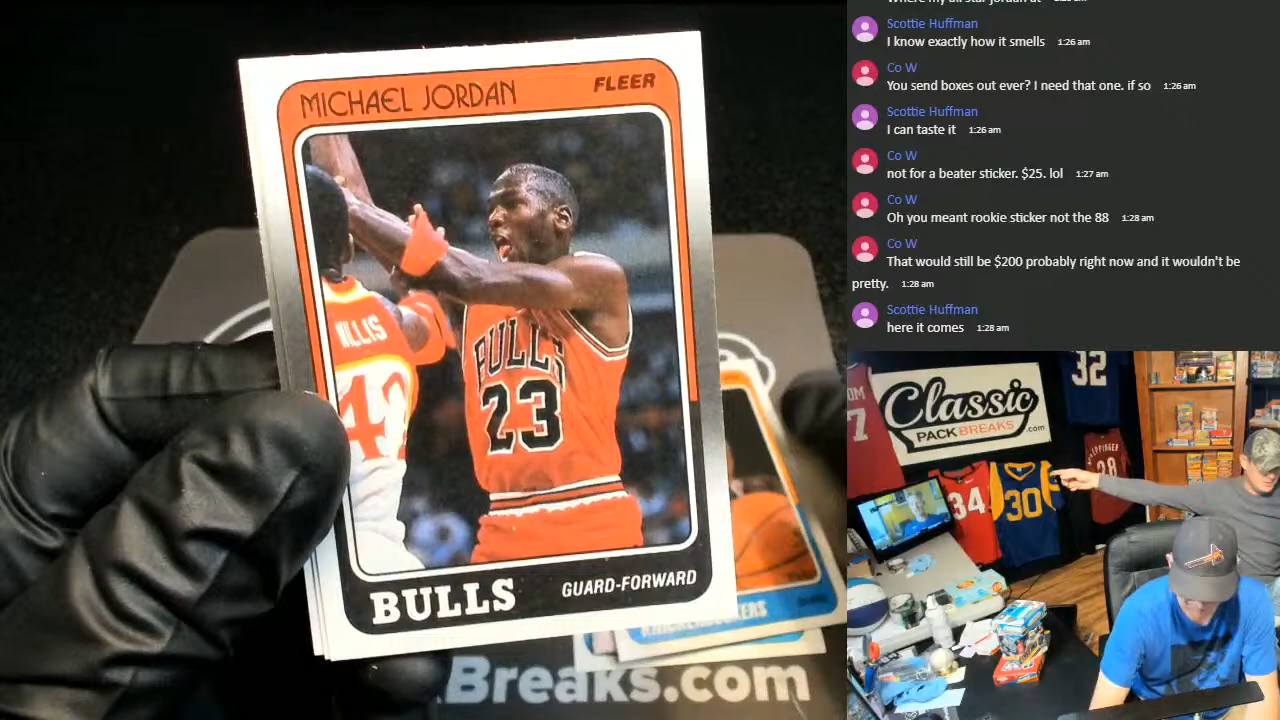 MICHAEL JORDAN
FLEER
WILLIS
BULLS
23
BULLS
GUARD-FORWARD
KNICKERBOCKERS
Breaks.com
Scottie Huffman
I know exactly how it smells 1:26 am
Co W
You send boxes out ever? I need that one. if so 1:26 am
Scottie Huffman
I can taste it 1:26 am
Co W
not for a beater sticker. $25. lol 1:27 am
Co W
Oh you meant rookie sticker not the 88 1:28 am
Co W
That would still be $200 probably right now and it wouldn't be
pretty. 1:28 am
Scottie Huffman
here it comes 1:28 am
32
Classic
PACKBREAKS.com
7
34
30